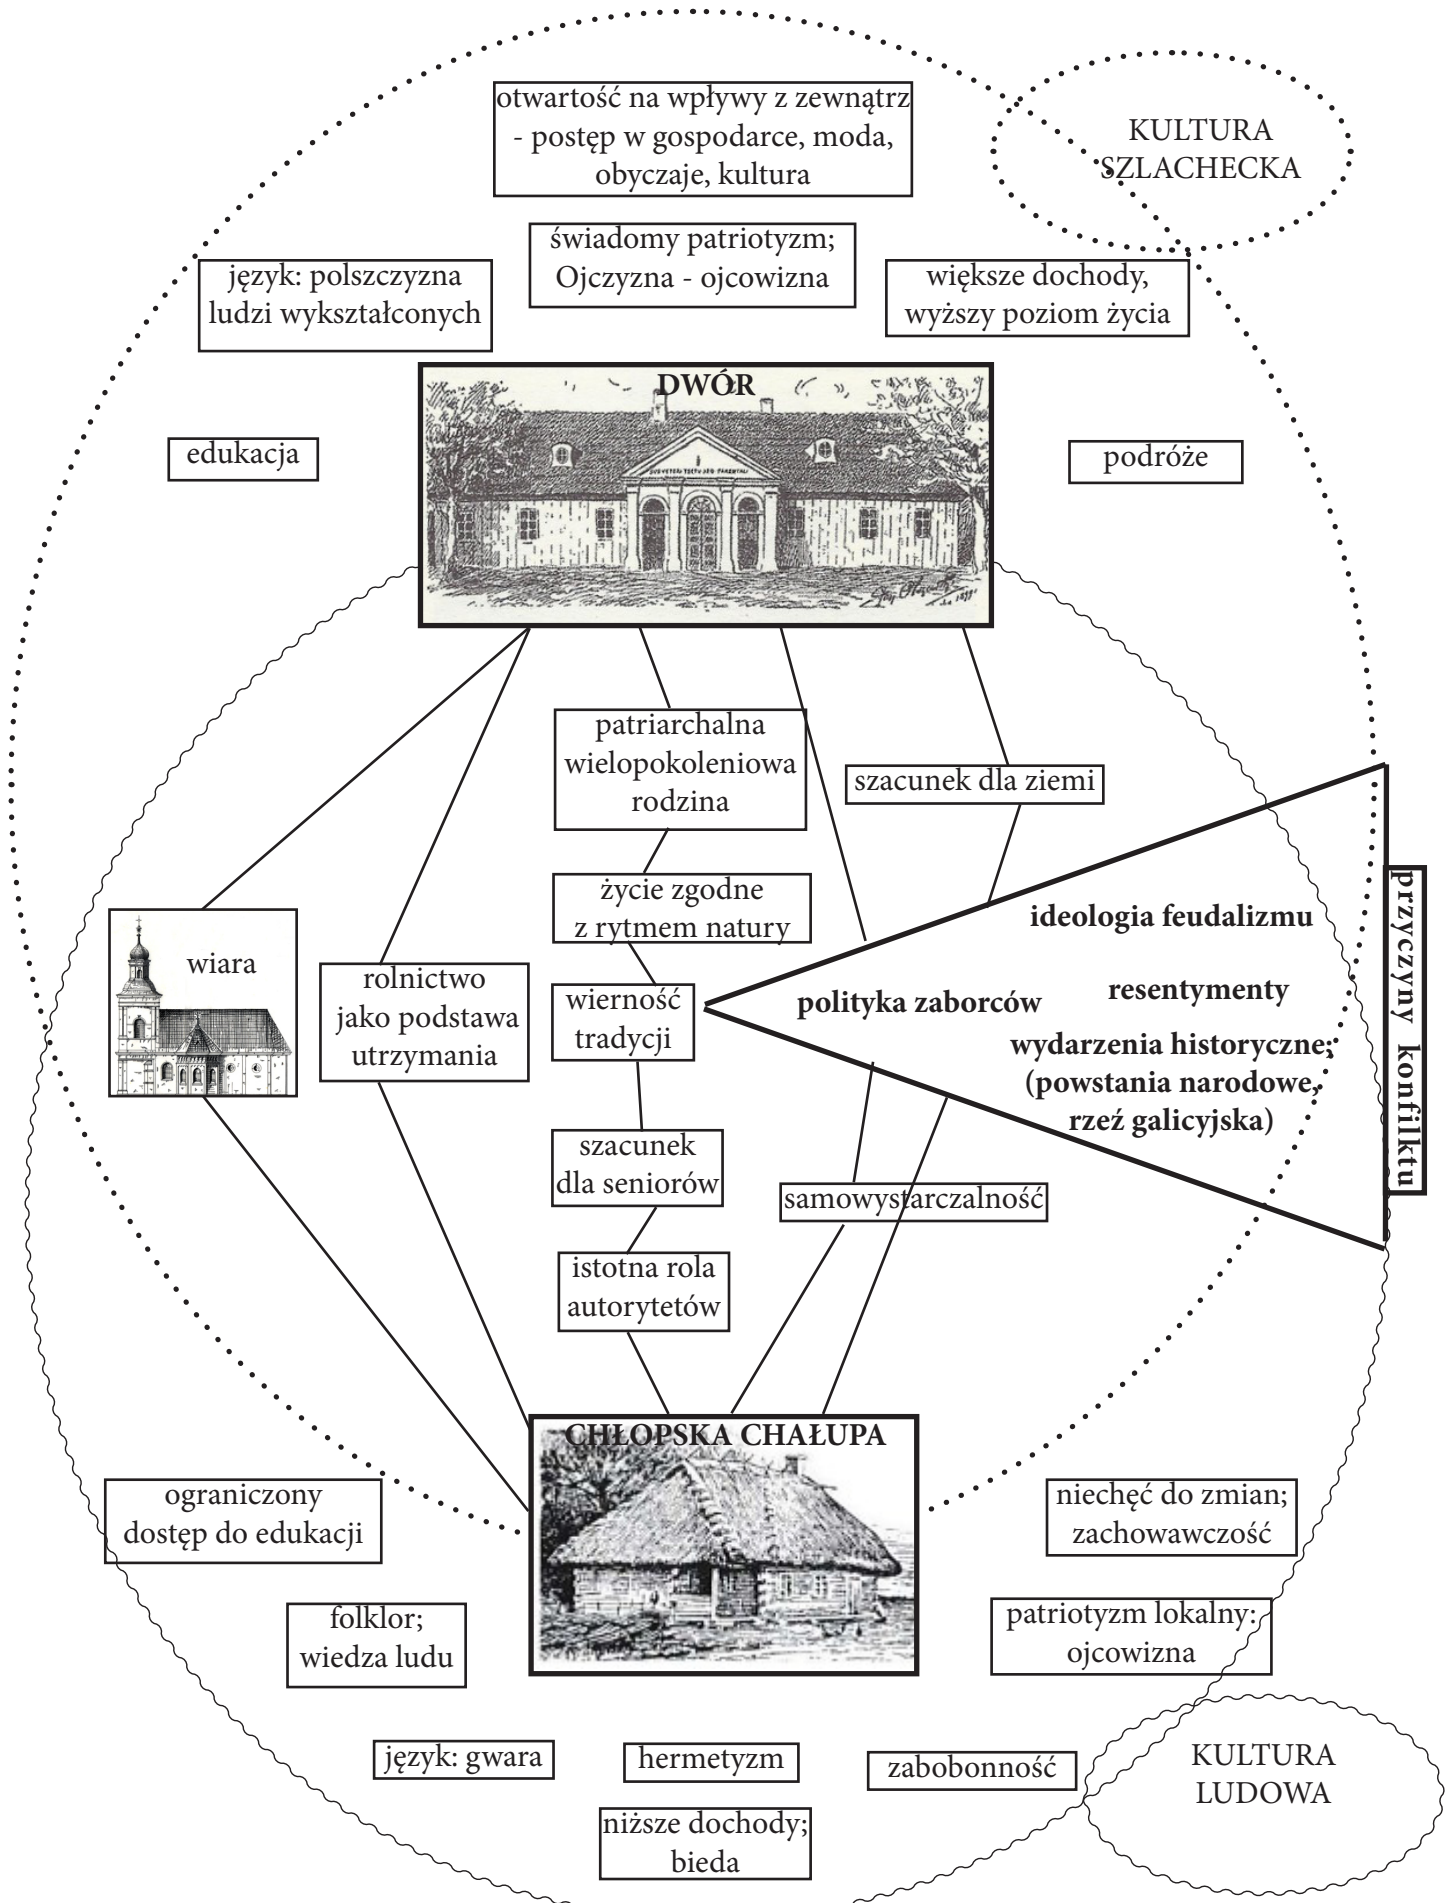 otwartość na wpływy z zewnątrz
- postęp w gospodarce, moda,
obyczaje, kultura
KULTURA
SZLACHECKA
świadomy patriotyzm;
Ojczyzna - ojcowizna
język: polszczyzna
ludzi wykształconych
większe dochody,
wyższy poziom życia
DWÓR
edukacja
podróże
patriarchalna
wielopokoleniowa
rodzina
szacunek dla ziemi
życie zgodne
z rytmem natury
wiara
rolnictwo
jako podstawa
utrzymania
wierność
tradycji
ideologia feudalizmu
polityka zaborców
resentymenty
wydarzenia historyczne;
(powstania narodowe,
rzeź galicyjska)
przyczyny konfilktu
szacunek
dla seniorów
samowystarczalność
istotna rola
autorytetów
CHŁOPSKA CHAŁUPA
ograniczony
dostęp do edukacji
niechęć do zmian;
zachowawczość
folklor;
wiedza ludu
patriotyzm lokalny:
ojcowizna
język: gwara
hermetyzm
zabobonność
KULTURA
LUDOWA
niższe dochody;
bieda